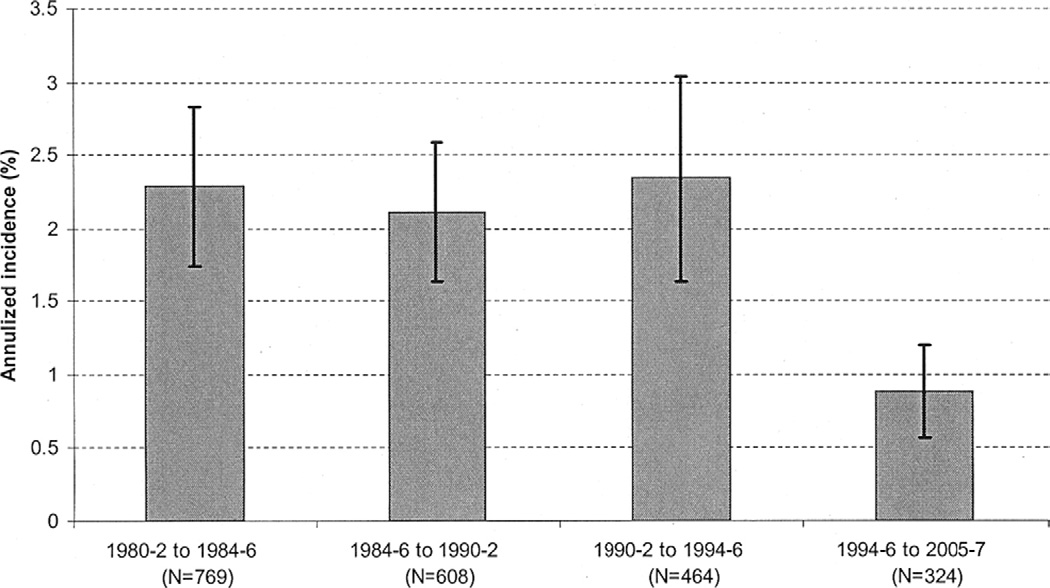 3.5
3
2.5
2
1.5
1
0.5
0
Annulized incidence (%)
1980-2 to 1984-6
(N=769)
1984-6 to 1990-2
(N=608)
1990-2 to 1994-6
(N=464)
1994-6 to 2005-7
(N=324)